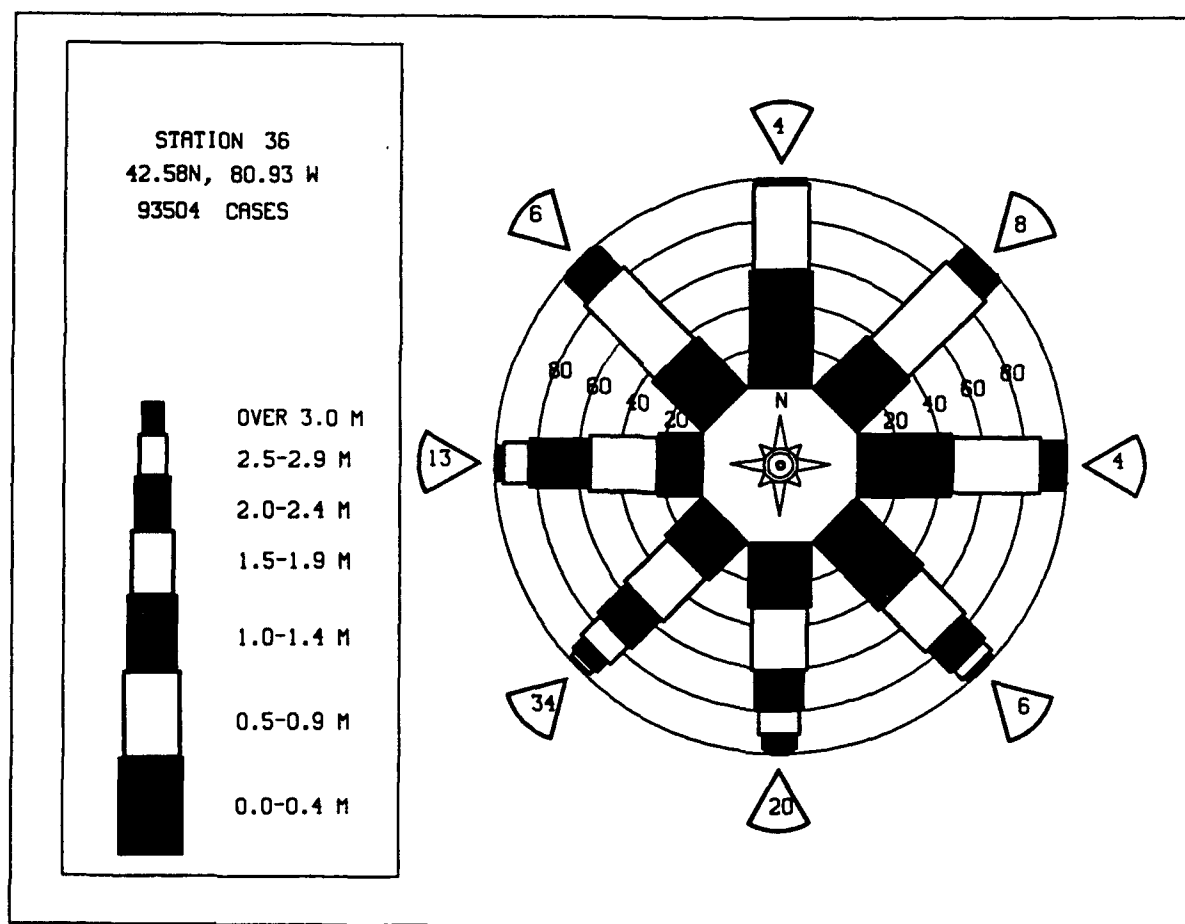 STATION 36
42.58N, 80.93 W
93504 CASES
OVER 3.0 M
2.5-2.9 M
2.0-2.4 M
1.5-1.9 M
1.0-1.4 M
0.5-0.9 M
0.0-0.4 M
4
6
8
80
60
40
20
20
40
60
80
N
13
4
34
6
20